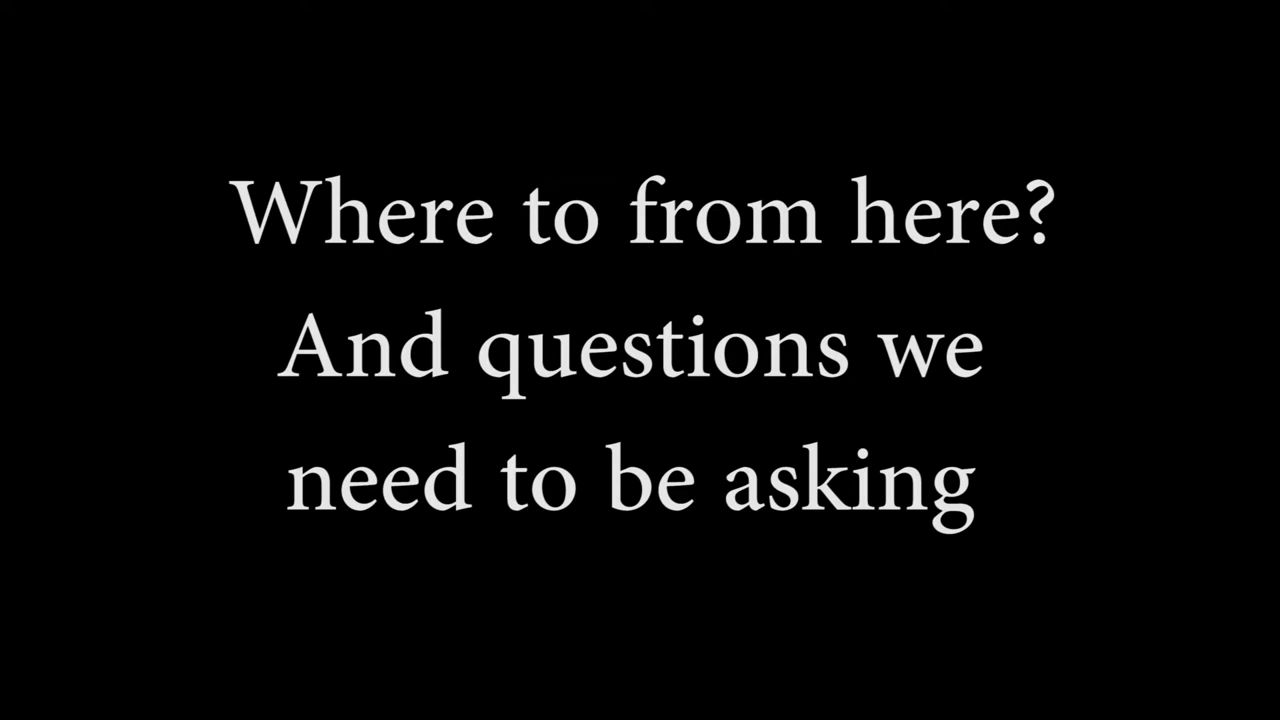 Where to from here?
And questions we
need to be asking